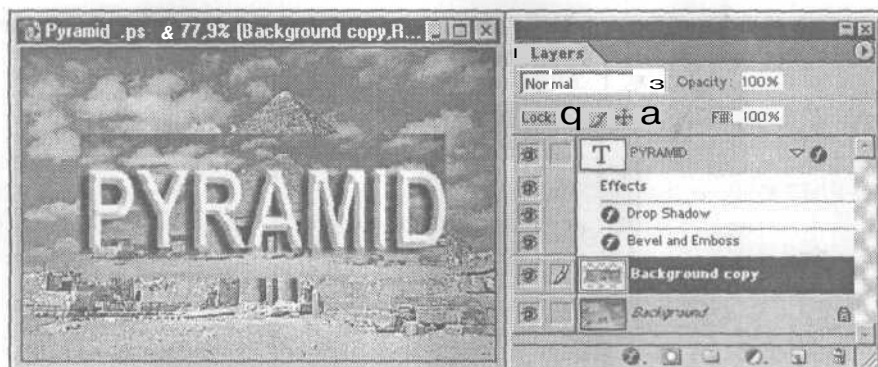 Pyramid .ps & 77,9% (Background copy,R...
PYRAMID
Layers
Normal з Opacity: 100%
Lock: q a Fill: 100%
T PYRAMID
Effects
Drop Shadow
Bevel and Emboss
Background copy
Background